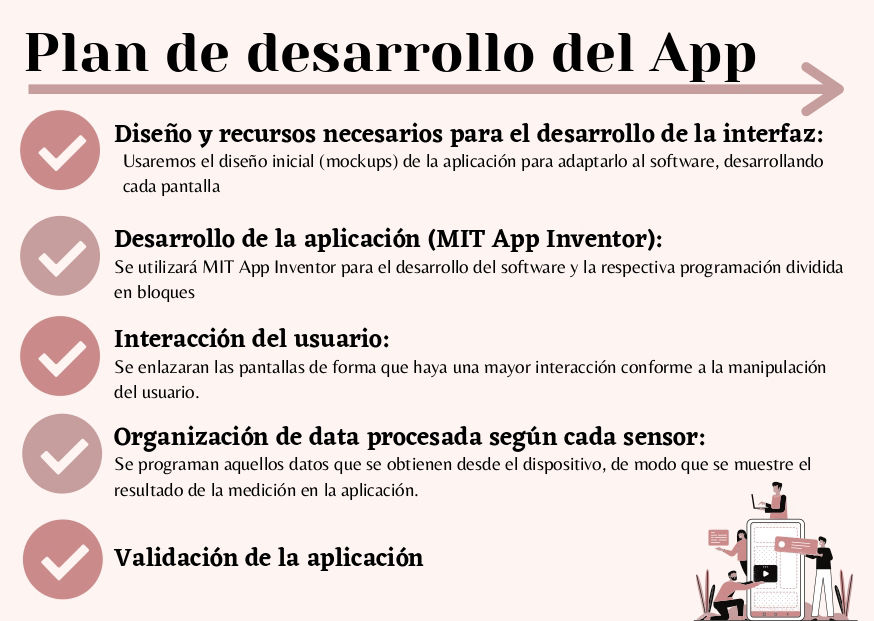 Plan de desarrollo del App
Diseño y recursos necesarios para el desarrollo de la interfaz:
Usaremos el diseño inicial (mockups) de la aplicación para adaptarlo al software, desarrollando
cada pantalla
Desarrollo de la aplicación (MIT App Inventor):
Se utilizará MIT App Inventor para el desarrollo del software y la respectiva programación dividida
en bloques
Interacción del usuario:
Se enlazaran las pantallas de forma que haya una mayor interacción conforme a la manipulación
del usuario.
Organización de data procesada según cada sensor:
Se programan aquellos datos que se obtienen desde el dispositivo, de modo que se muestre el
resultado de la medición en la aplicación.
Validación de la aplicación